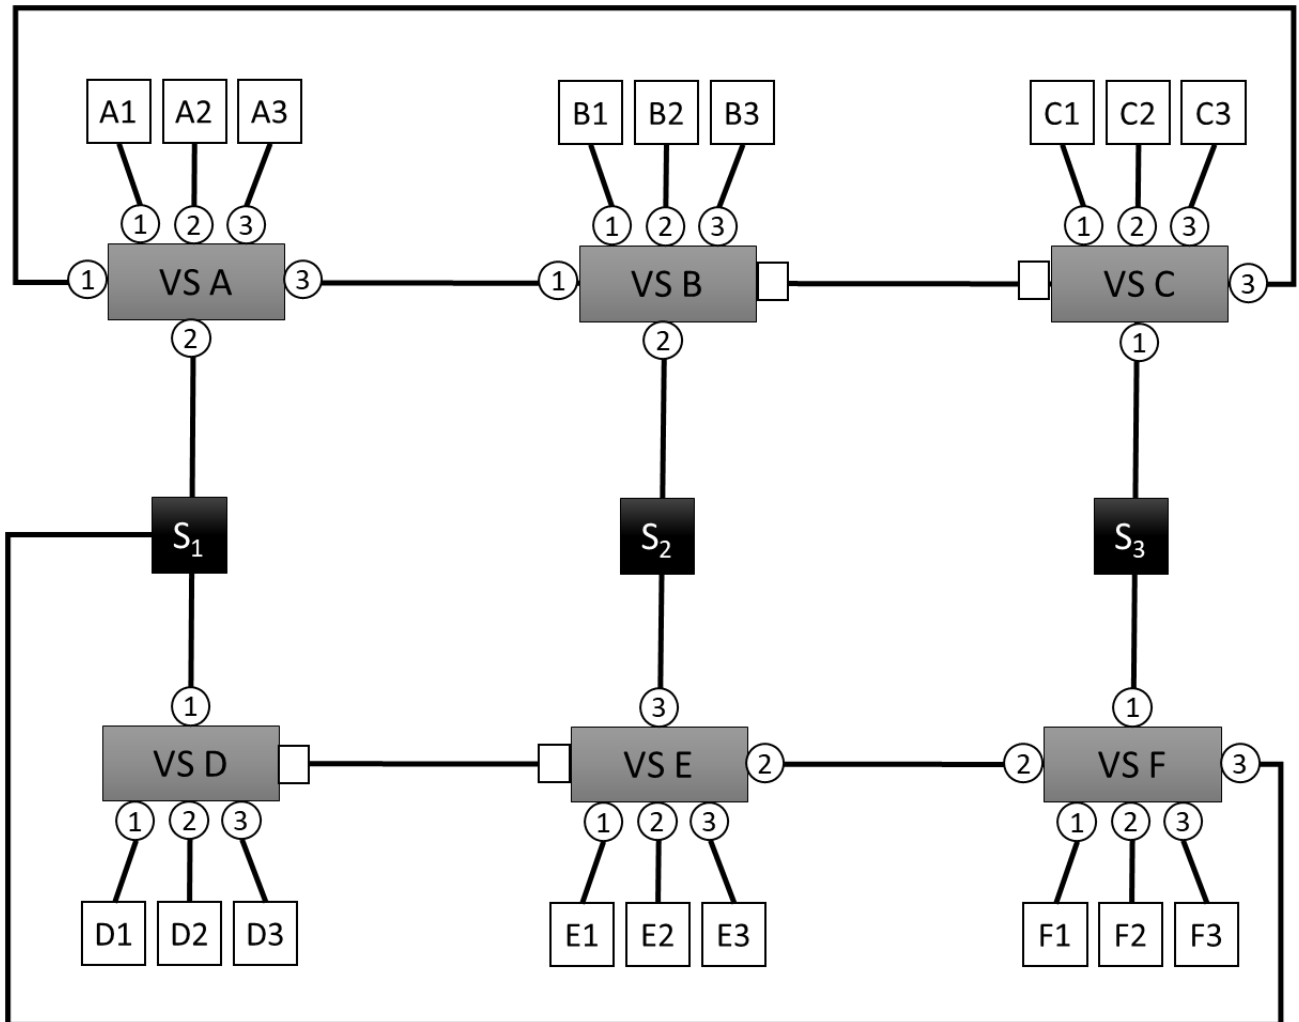 A1 A2 A3 B1 B2 B3 C1 C2 C3
1 2 3 1 2 3 1 2 3
1 VS A 3 1 VS B VS C 3
2 2 1
S1 S2 S3
1 3 1
VS D VS E 2 2 VS F 3
1 2 3 1 2 3 1 2 3
D1 D2 D3 E1 E2 E3 F1 F2 F3